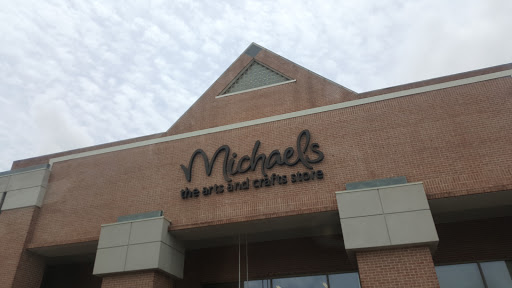 Michaels
the arts and crafts store